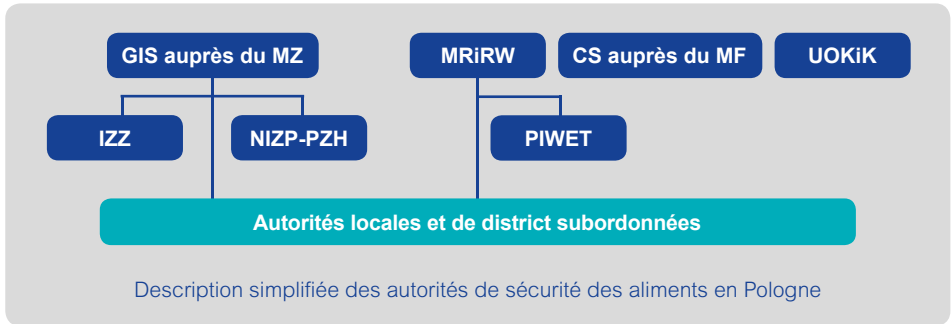 GIS auprès du MZ
MRiRW
CS auprès du MF
UOKiK
IZZ
NIZP-PZH
PIWET
Autorités locales et de district subordonnées
Description simplifiée des autorités de sécurité des aliments en Pologne